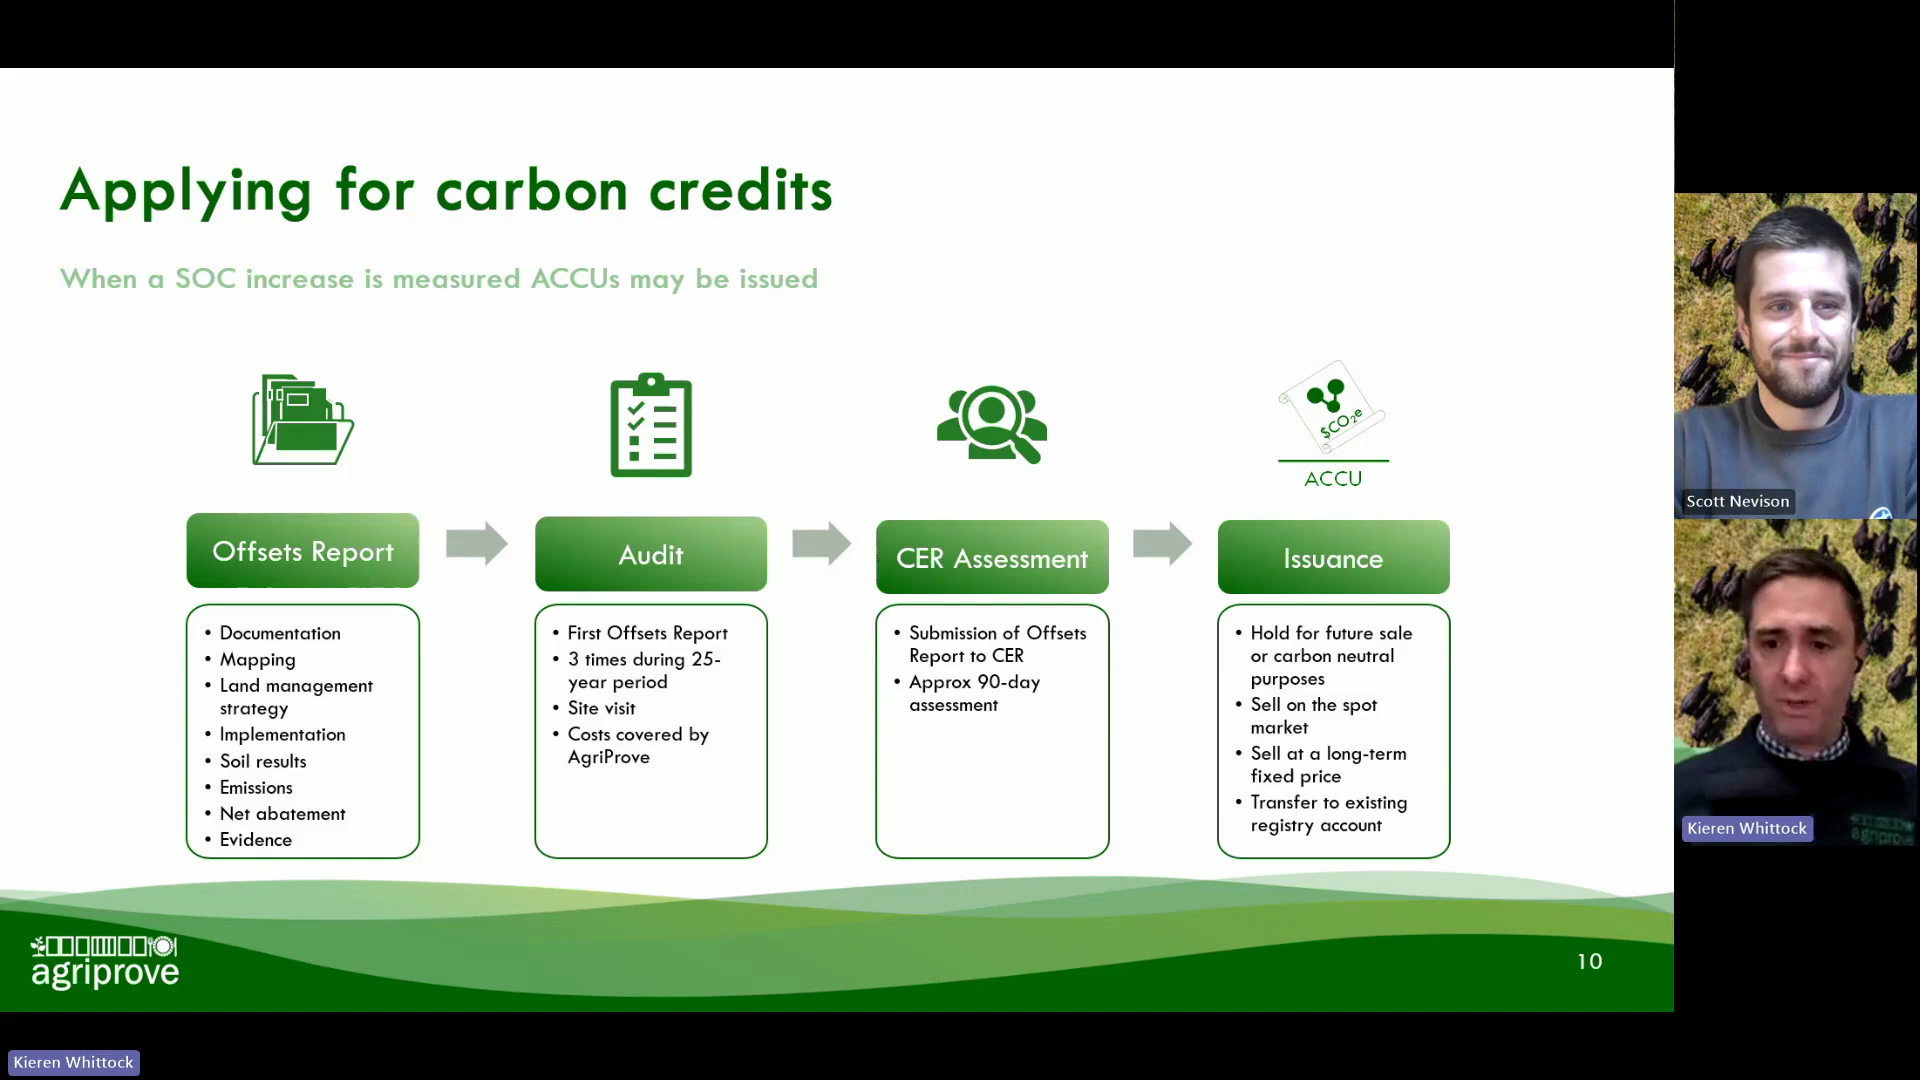 Applying for carbon credits
When a SOC increase is measured ACCUs may be issued
$CO₂e
ACCU
Offsets Report
Audit
CER Assessment
Issuance
• Documentation
• Mapping
• Land management
strategy
• Implementation
• Soil results
• Emissions
• Net abatement
• Evidence
• First Offsets Report
• 3 times during 25-
year period
• Site visit
• Costs covered by
AgriProve
• Submission of Offsets
Report to CER
• Approx 90-day
assessment
• Hold for future sale
or carbon neutral
purposes
• Sell on the spot
market
• Sell at a long-term
fixed price
• Transfer to existing
registry account
agriprove
10
Scott Nevison
Kieren Whittock
agriprove
Kieren Whittock